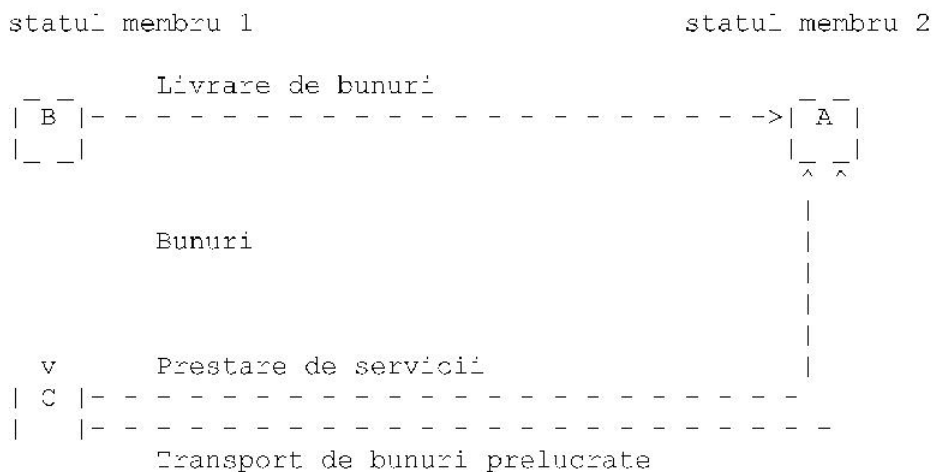 statul membru 1 statul membru 2
Livrare de bunuri
B A
Bunuri
v Prestare de servicii
C
Transport de bunuri prelucrate